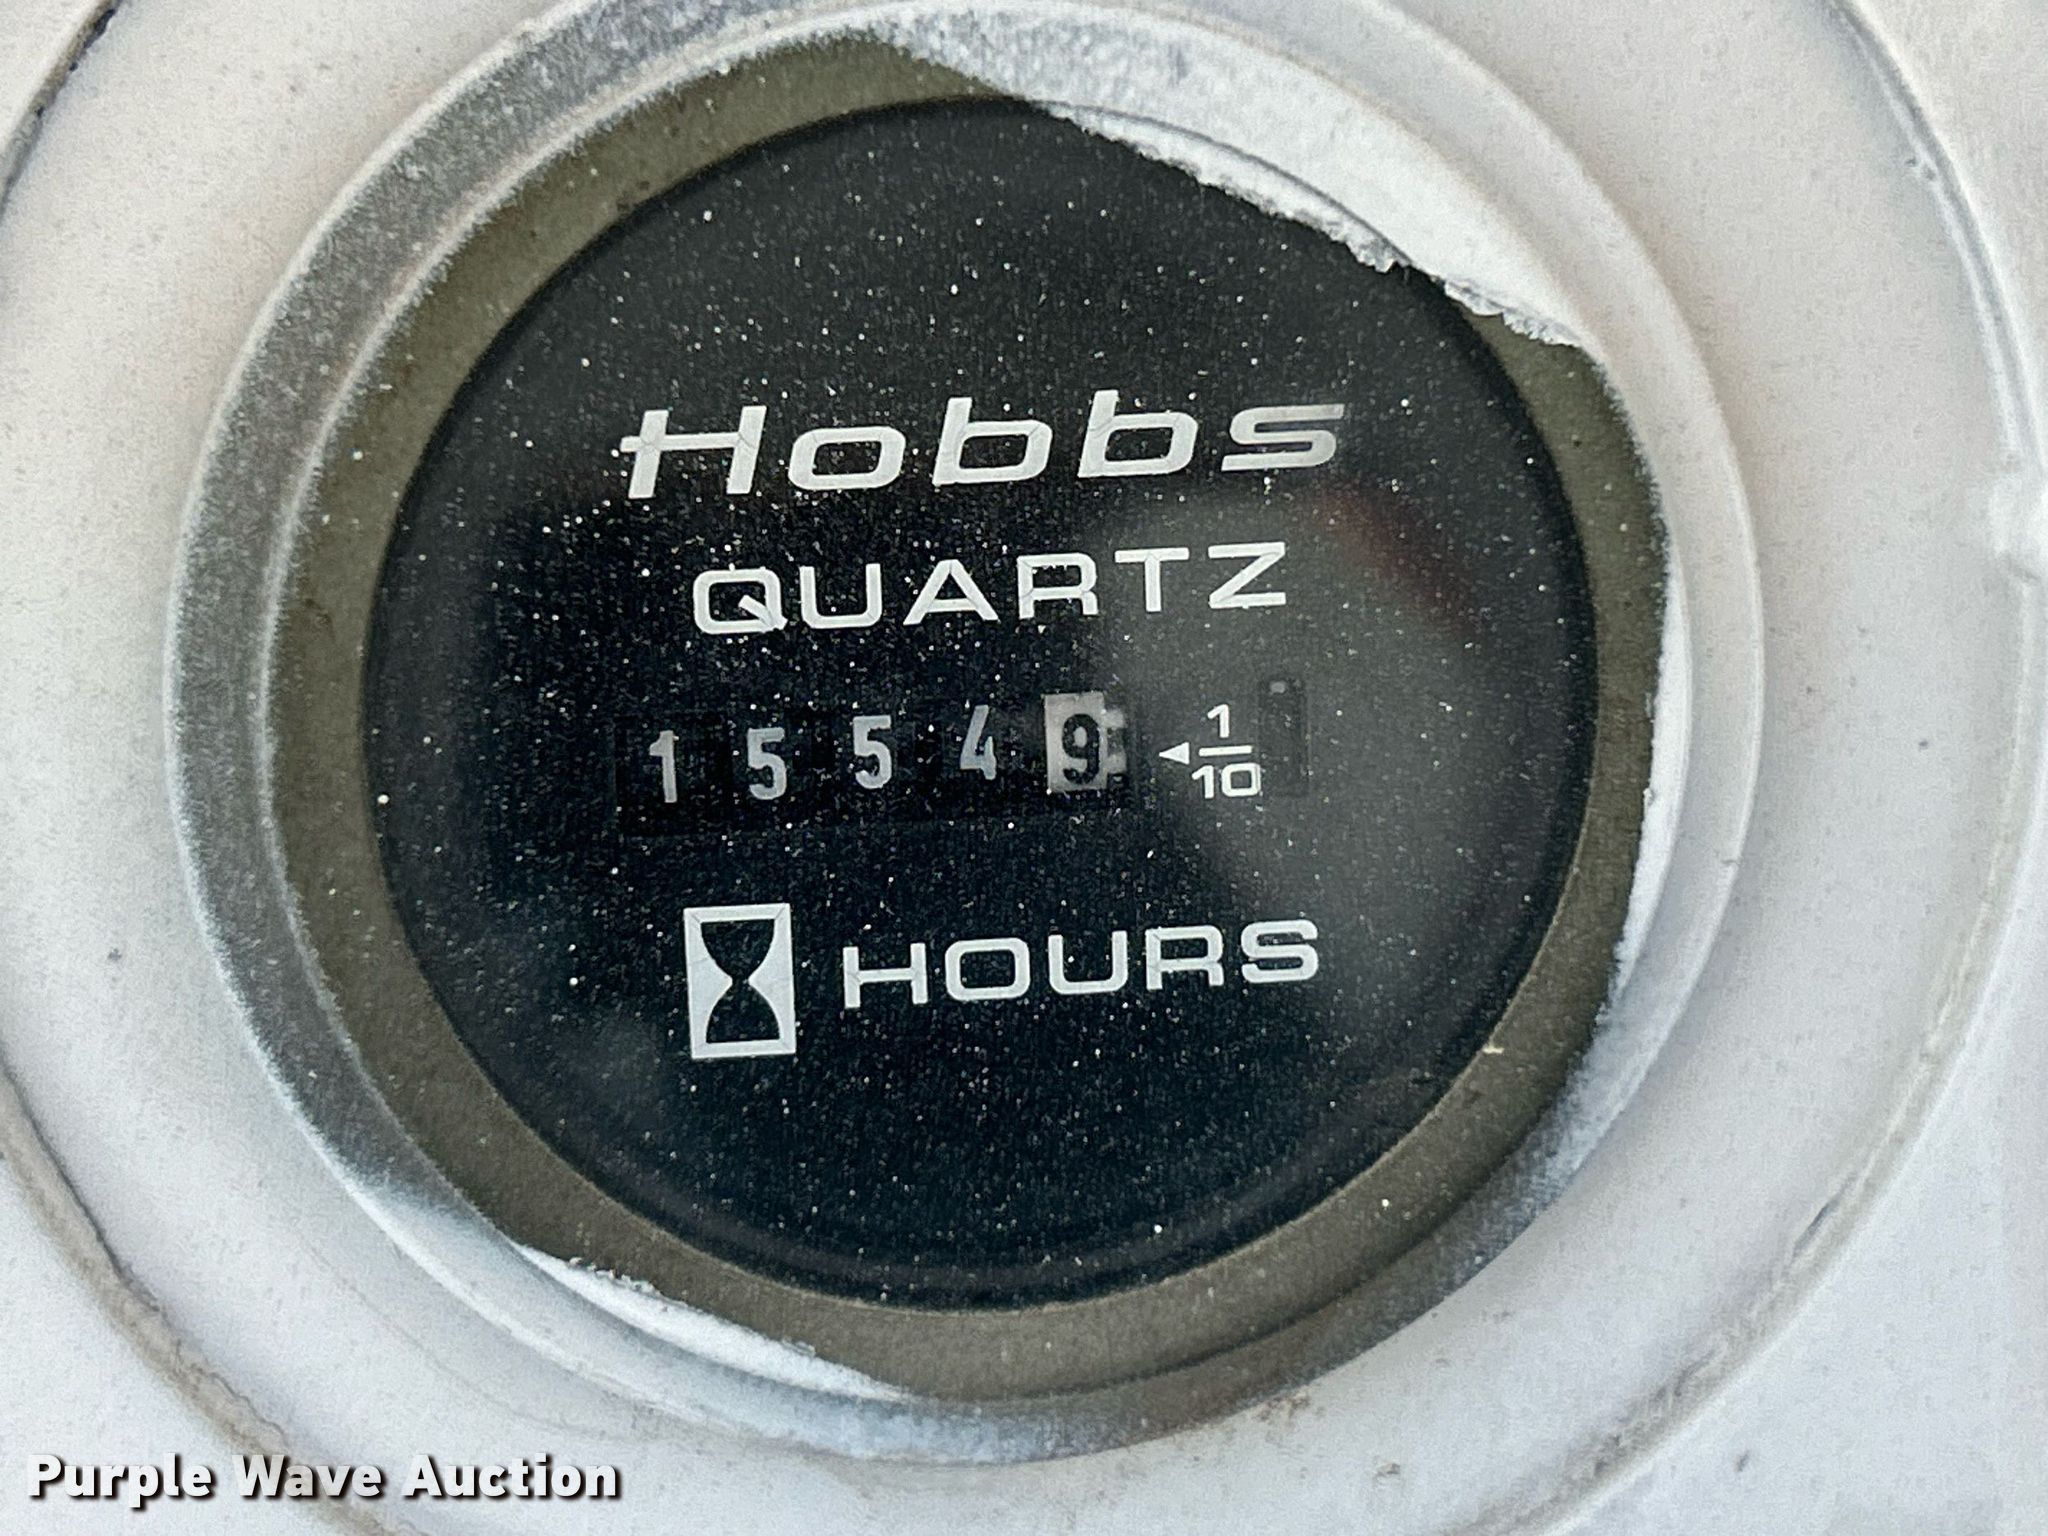 Hobbs
QUARTZ
15549 ◄ 1/10
HOURS
Purple Wave Auction